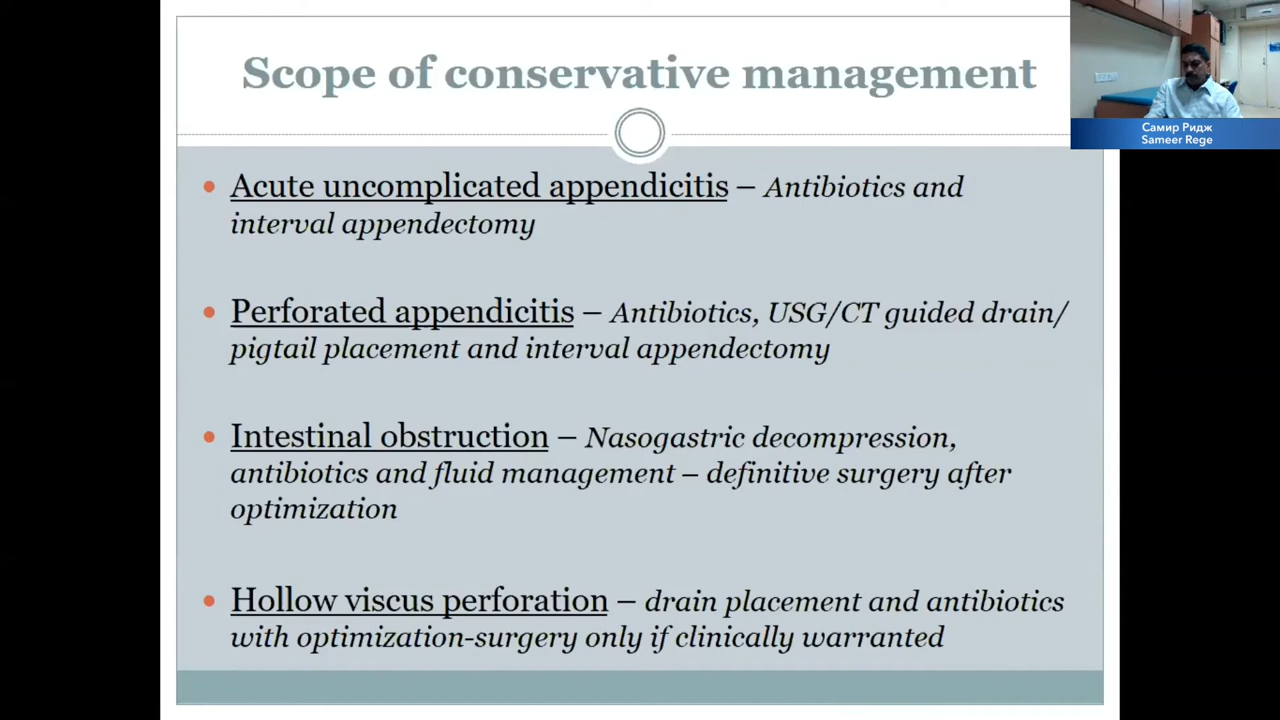 Scope of conservative management
Самир Ридж
Sameer Rege
• Acute uncomplicated appendicitis – Antibiotics and
interval appendectomy
• Perforated appendicitis – Antibiotics, USG/CT guided drain/
pigtail placement and interval appendectomy
• Intestinal obstruction – Nasogastric decompression,
antibiotics and fluid management – definitive surgery after
optimization
• Hollow viscus perforation – drain placement and antibiotics
with optimization-surgery only if clinically warranted